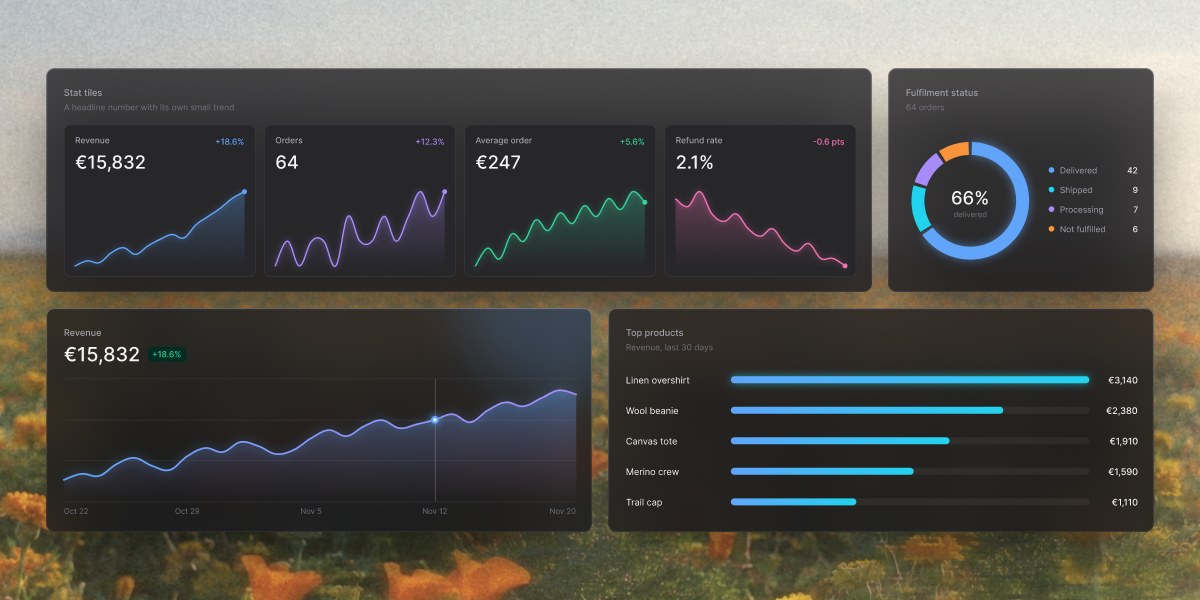 Stat tiles
A headline number with its own small trend
Revenue +18.6%
€15,832
Orders +12.3%
64
Average order +5.6%
€247
Refund rate -0.6 pts
2.1%
Fulfilment status
64 orders
66%
delivered
Delivered 42
Shipped 9
Processing 7
Not fulfilled 6
Revenue
€15,832 +18.6%
Oct 22 Oct 29 Nov 5 Nov 12 Nov 20
Top products
Revenue, last 30 days
Linen overshirt €3,140
Wool beanie €2,380
Canvas tote €1,910
Merino crew €1,590
Trail cap €1,110